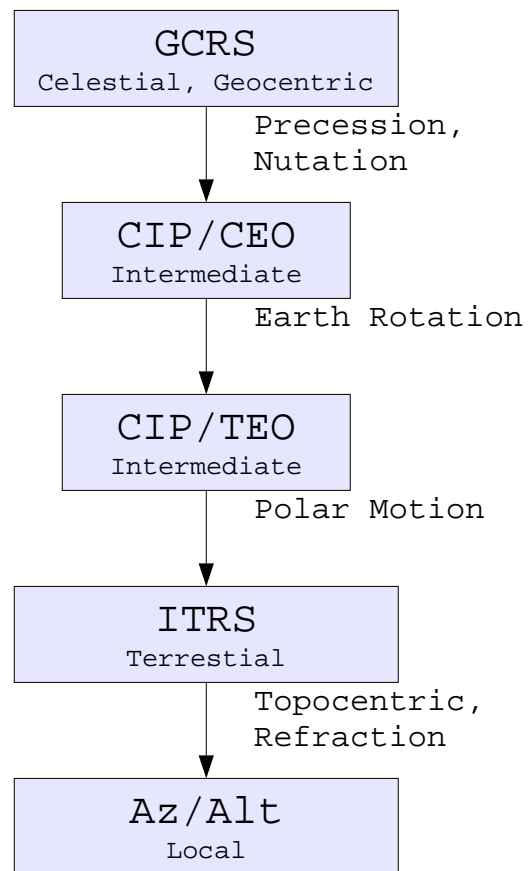 GCRS
Celestial, Geocentric
Precession,
Nutation
CIP/CEO
Intermediate
Earth Rotation
CIP/TEO
Intermediate
Polar Motion
ITRS
Terrestial
Topocentric,
Refraction
Az/Alt
Local